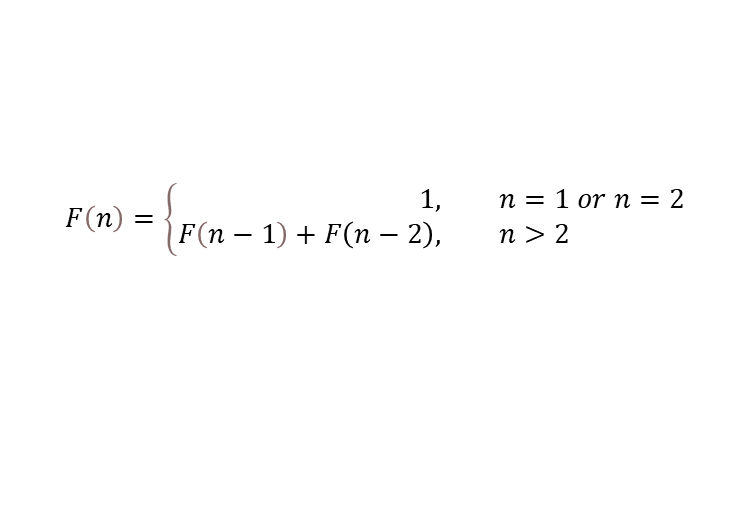 F(n) = { 1, n = 1 or n = 2
F(n − 1) + F(n − 2), n > 2